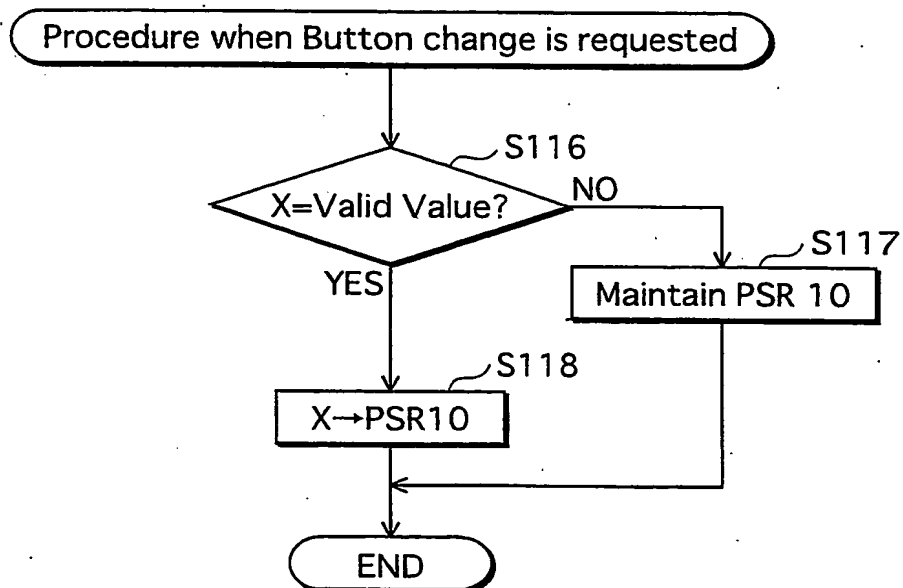 Procedure when Button change is requested
S116
X=Valid Value?
NO
S117
YES
Maintain PSR 10
S118
X→PSR10
END